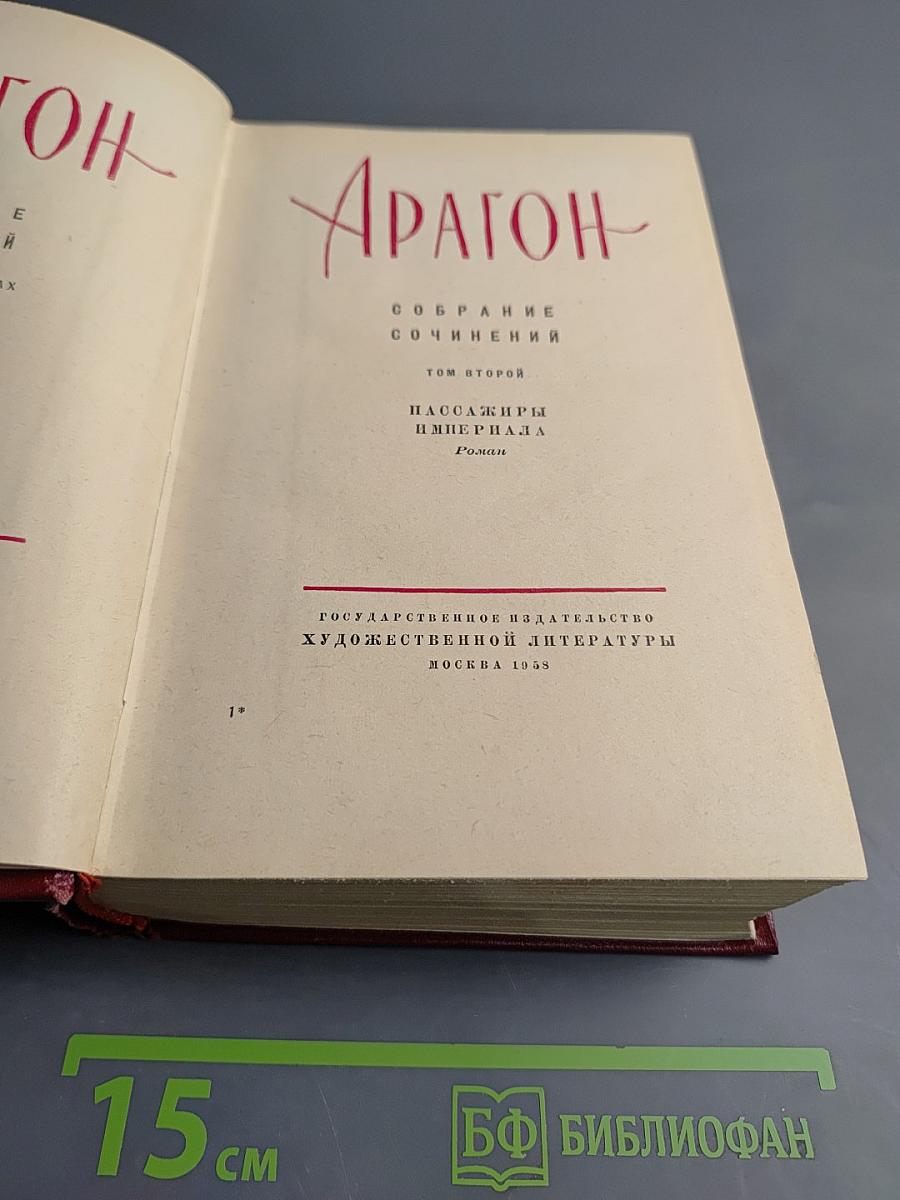 АРАГОН
СОБРАНИЕ
СОЧИНЕНИЙ
ТОМ ВТОРОЙ
ПАССАЖИРЫ
ИМПЕРИАЛА
Роман
ГОСУДАРСТВЕННОЕ ИЗДАТЕЛЬСТВО
ХУДОЖЕСТВЕННОЙ ЛИТЕРАТУРЫ
МОСКВА 1958
1*
15 см
БФ БИБЛИОФАН